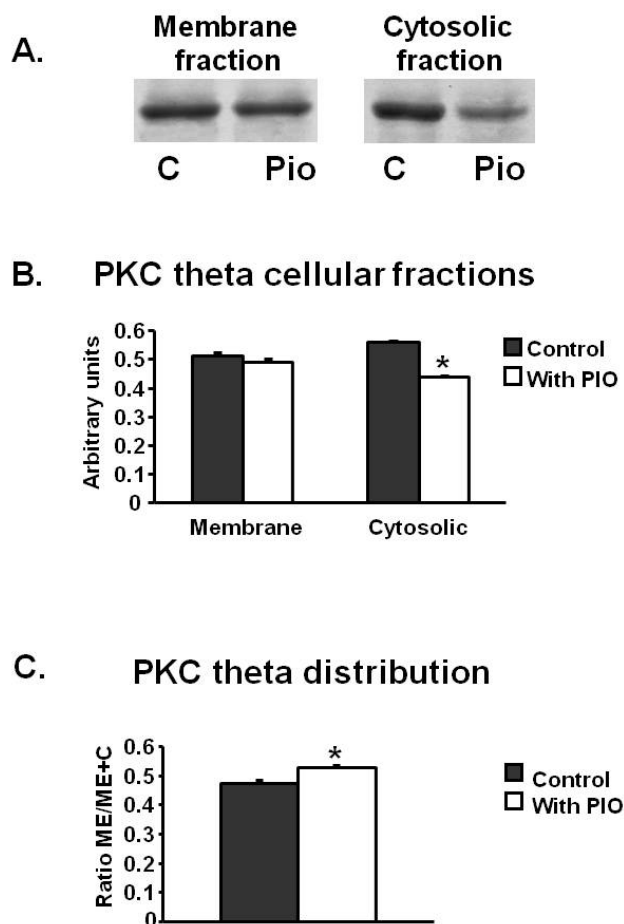 A.
Membrane fraction
Cytosolic fraction
C Pio C Pio
B. PKC theta cellular fractions
Arbitrary units
0.6
0.5
0.4
0.3
0.2
0.1
0
Membrane Cytosolic
*
Control
With PIO
C. PKC theta distribution
Ratio ME/ME+C
0.6
0.5
0.4
0.3
0.2
0.1
0
*
Control
With PIO